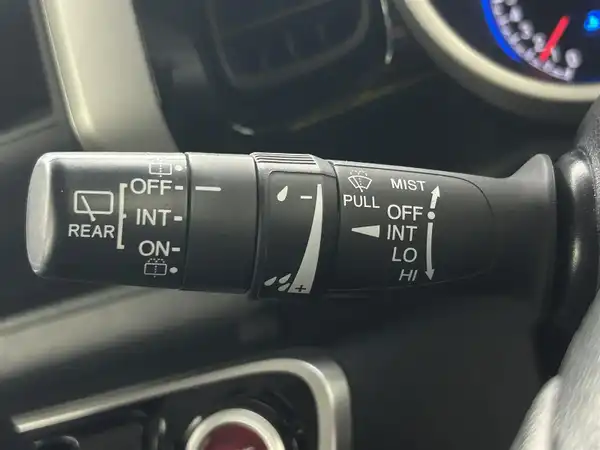 OFF
INT
ON
REAR
- 
+
PULL
MIST
OFF
INT
LO
HI